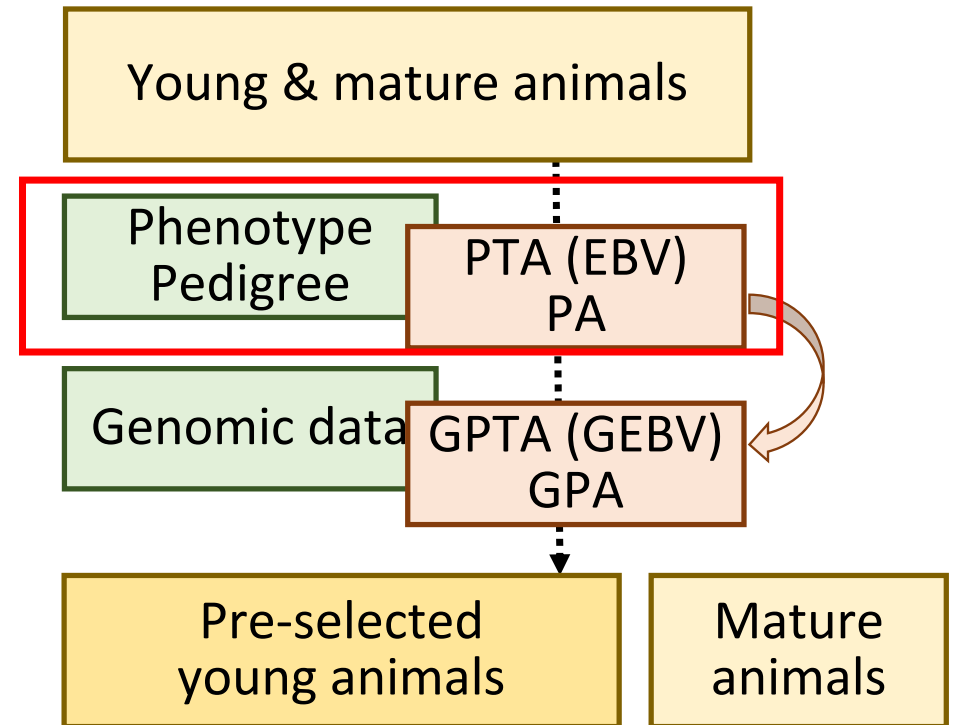 Young & mature animals
Phenotype
Pedigree
PTA (EBV)
PA
Genomic data
GPTA (GEBV)
GPA
Pre-selected
young animals
Mature
animals